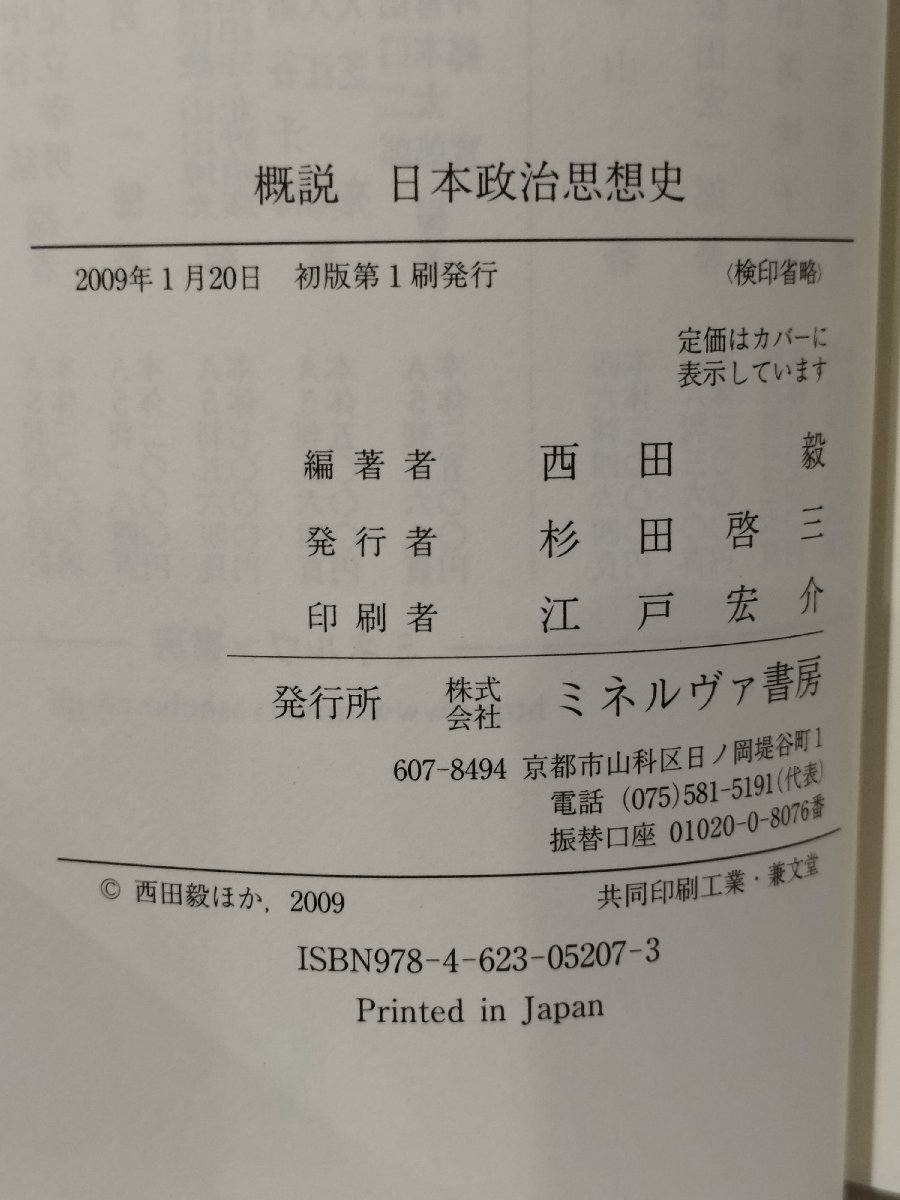 概説　日本政治思想史
2009年1月20日　初版第1刷発行　〈検印省略〉
定価はカバーに
表示しています
編著者　西田　毅
発行者　杉田啓三
印刷者　江戸宏介
発行所　株式会社　ミネルヴァ書房
607-8494 京都市山科区日ノ岡堤谷町1
電話 (075)581-5191(代表)
振替口座 01020-0-8076番
© 西田毅ほか, 2009　共同印刷工業・兼文堂
ISBN978-4-623-05207-3
Printed in Japan